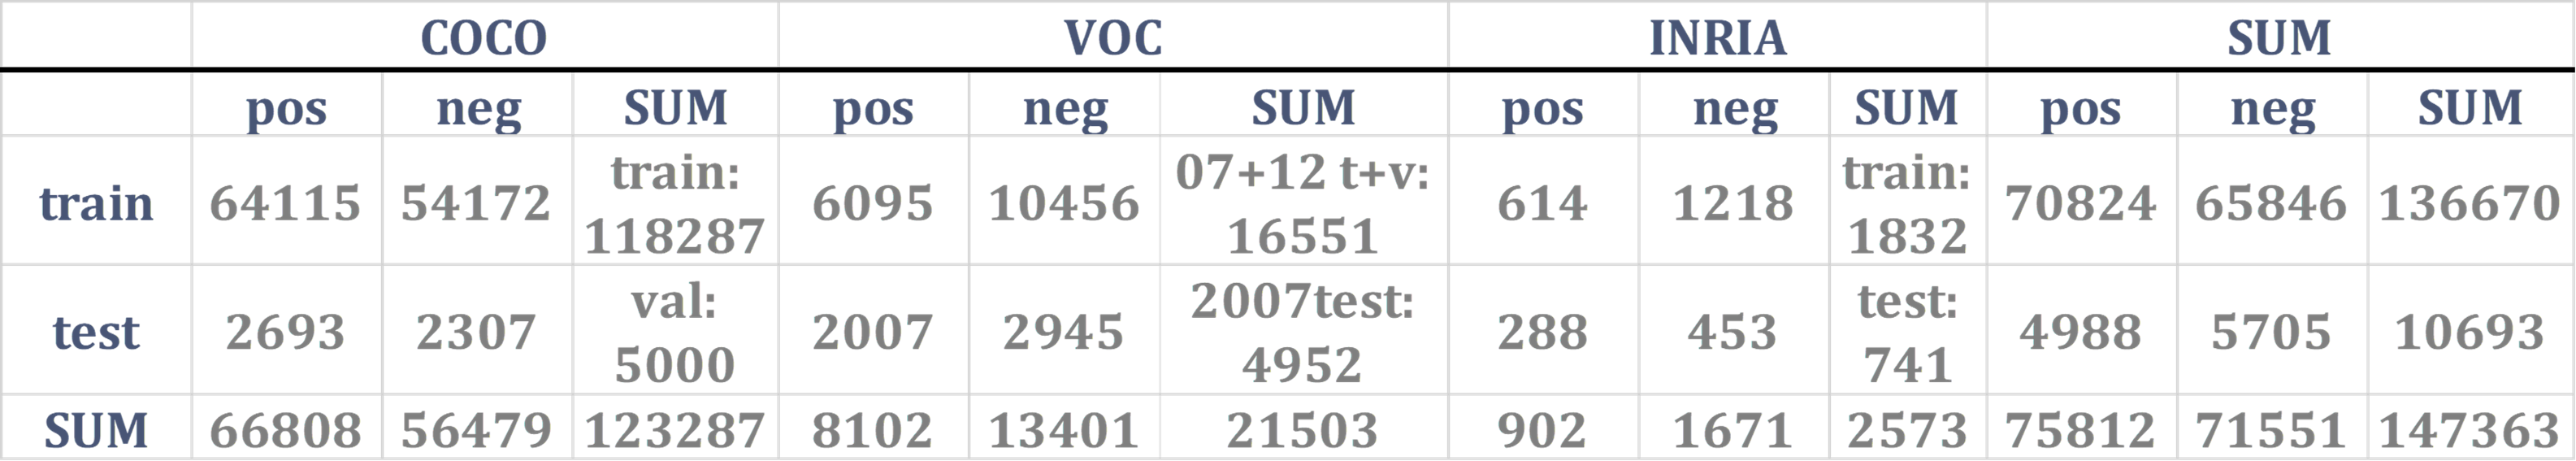 COCO VOC INRIA SUM
pos neg SUM pos neg SUM pos neg SUM pos neg SUM
train 64115 54172 train: 118287 6095 10456 07+12 t+v: 16551 614 1218 train: 1832 70824 65846 136670
test 2693 2307 val: 5000 2007 2945 2007test: 4952 288 453 test: 741 4988 5705 10693
SUM 66808 56479 123287 8102 13401 21503 902 1671 2573 75812 71551 147363